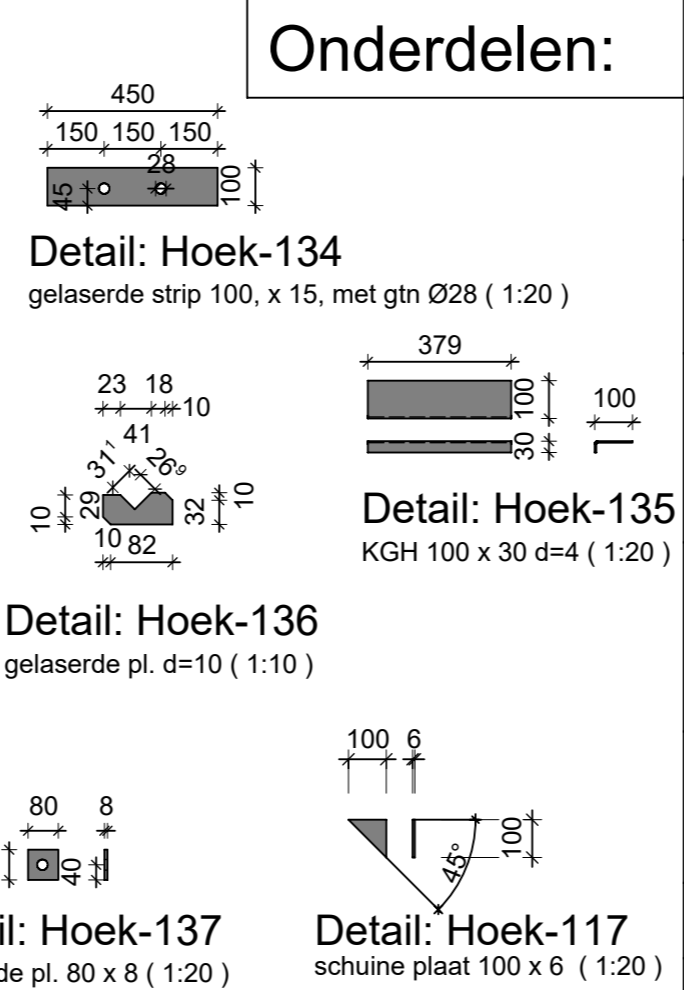 Onderdelen:
450
150 150 150
28
45
100
Detail: Hoek-134
gelaserde strip 100, x 15, met gtn Ø28 ( 1:20 )
379
100
30
100
Detail: Hoek-135
KGH 100 x 30 d=4 ( 1:20 )
23 18
10
41
31¹ 26⁹
10
29
32
10
10 82
Detail: Hoek-136
gelaserde pl. d=10 ( 1:10 )
80 8
40
il: Hoek-137
de pl. 80 x 8 ( 1:20 )
100 6
100
45°
Detail: Hoek-117
schuine plaat 100 x 6 ( 1:20 )